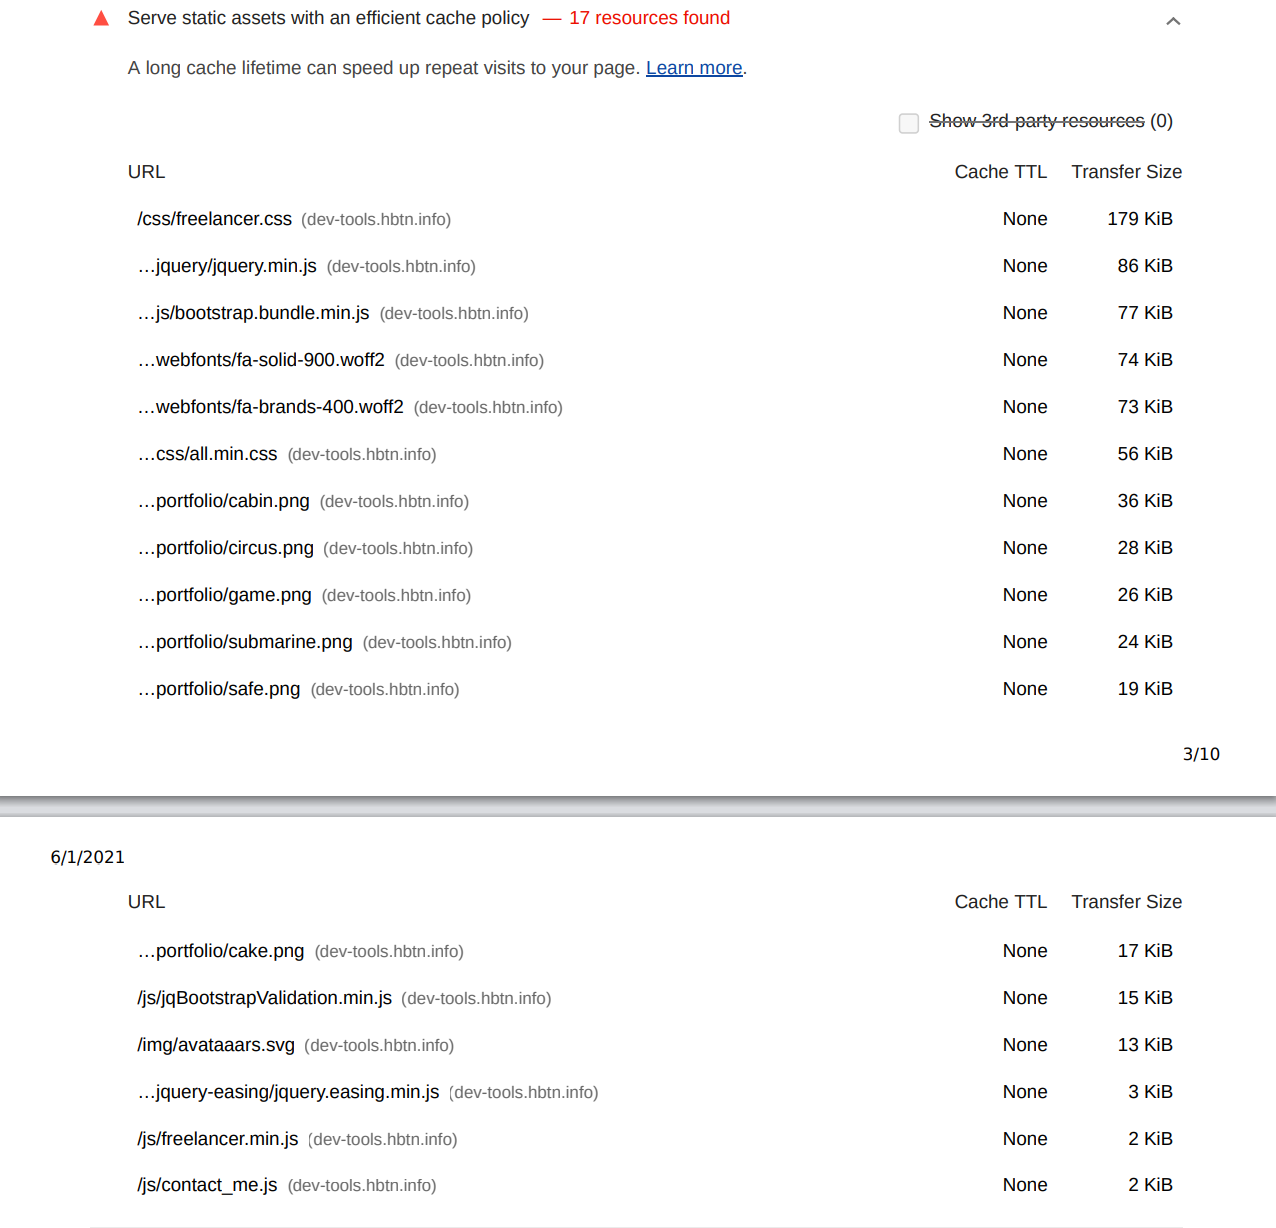 Serve static assets with an efficient cache policy — 17 resources found
A long cache lifetime can speed up repeat visits to your page. Learn more.
Show 3rd-party resources (0)
URL Cache TTL Transfer Size
/css/freelancer.css (dev-tools.hbtn.info) None 179 KiB
…jquery/jquery.min.js (dev-tools.hbtn.info) None 86 KiB
…js/bootstrap.bundle.min.js (dev-tools.hbtn.info) None 77 KiB
…webfonts/fa-solid-900.woff2 (dev-tools.hbtn.info) None 74 KiB
…webfonts/fa-brands-400.woff2 (dev-tools.hbtn.info) None 73 KiB
…css/all.min.css (dev-tools.hbtn.info) None 56 KiB
…portfolio/cabin.png (dev-tools.hbtn.info) None 36 KiB
…portfolio/circus.png (dev-tools.hbtn.info) None 28 KiB
…portfolio/game.png (dev-tools.hbtn.info) None 26 KiB
…portfolio/submarine.png (dev-tools.hbtn.info) None 24 KiB
…portfolio/safe.png (dev-tools.hbtn.info) None 19 KiB
3/10
6/1/2021
URL Cache TTL Transfer Size
…portfolio/cake.png (dev-tools.hbtn.info) None 17 KiB
/js/jqBootstrapValidation.min.js (dev-tools.hbtn.info) None 15 KiB
/img/avataaars.svg (dev-tools.hbtn.info) None 13 KiB
…jquery-easing/jquery.easing.min.js (dev-tools.hbtn.info) None 3 KiB
/js/freelancer.min.js (dev-tools.hbtn.info) None 2 KiB
/js/contact_me.js (dev-tools.hbtn.info) None 2 KiB